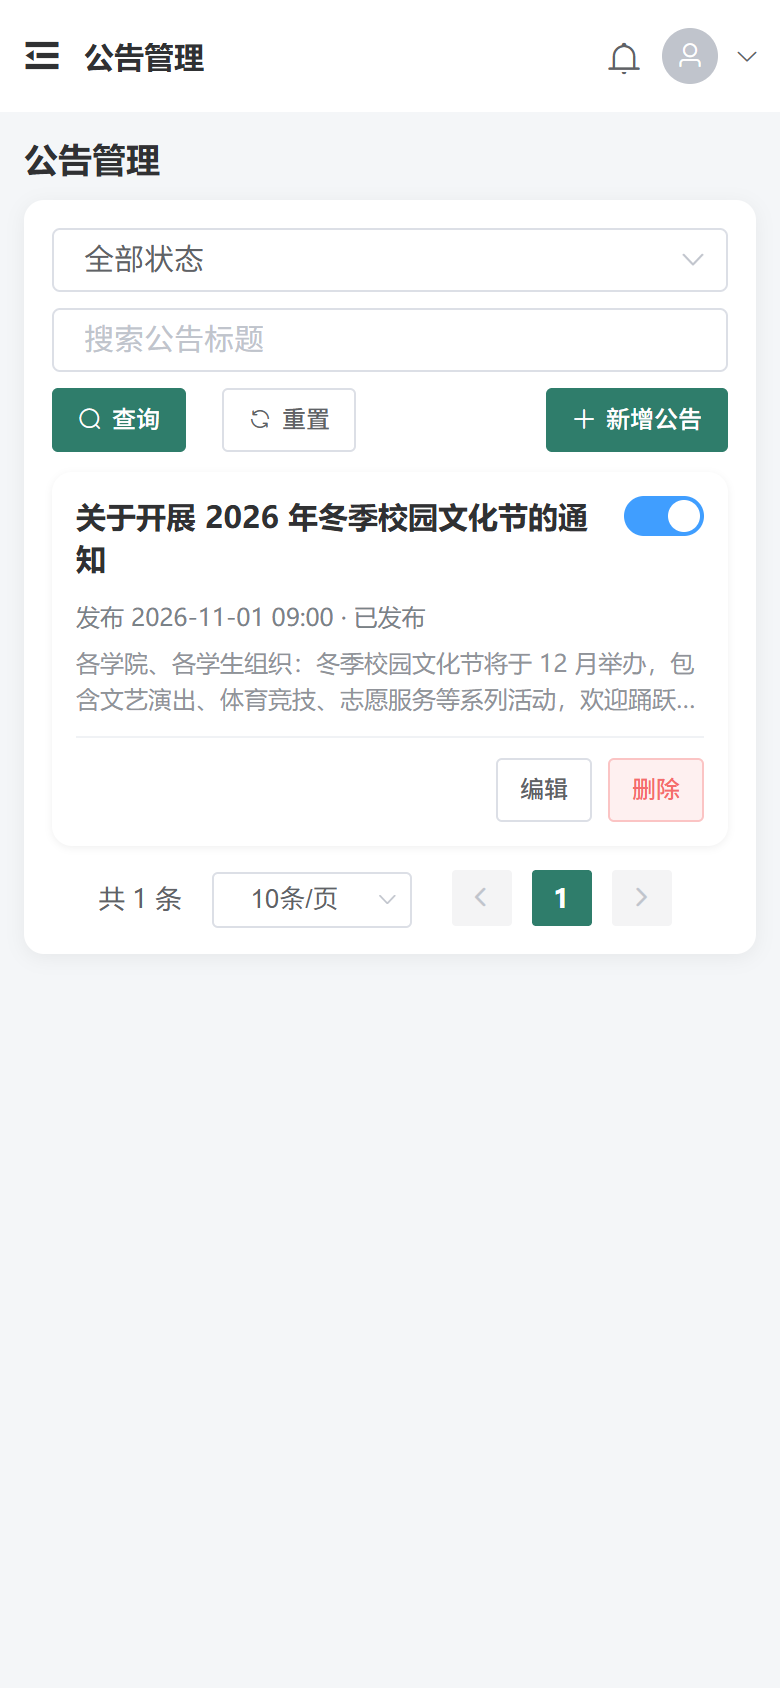 公告管理
公告管理
全部状态
搜索公告标题
查询 重置 新增公告
关于开展 2026 年冬季校园文化节的通
知
发布 2026-11-01 09:00 · 已发布
各学院、各学生组织：冬季校园文化节将于 12 月举办，包
含文艺演出、体育竞技、志愿服务等系列活动，欢迎踊跃...
编辑 删除
共 1 条 10条/页 1